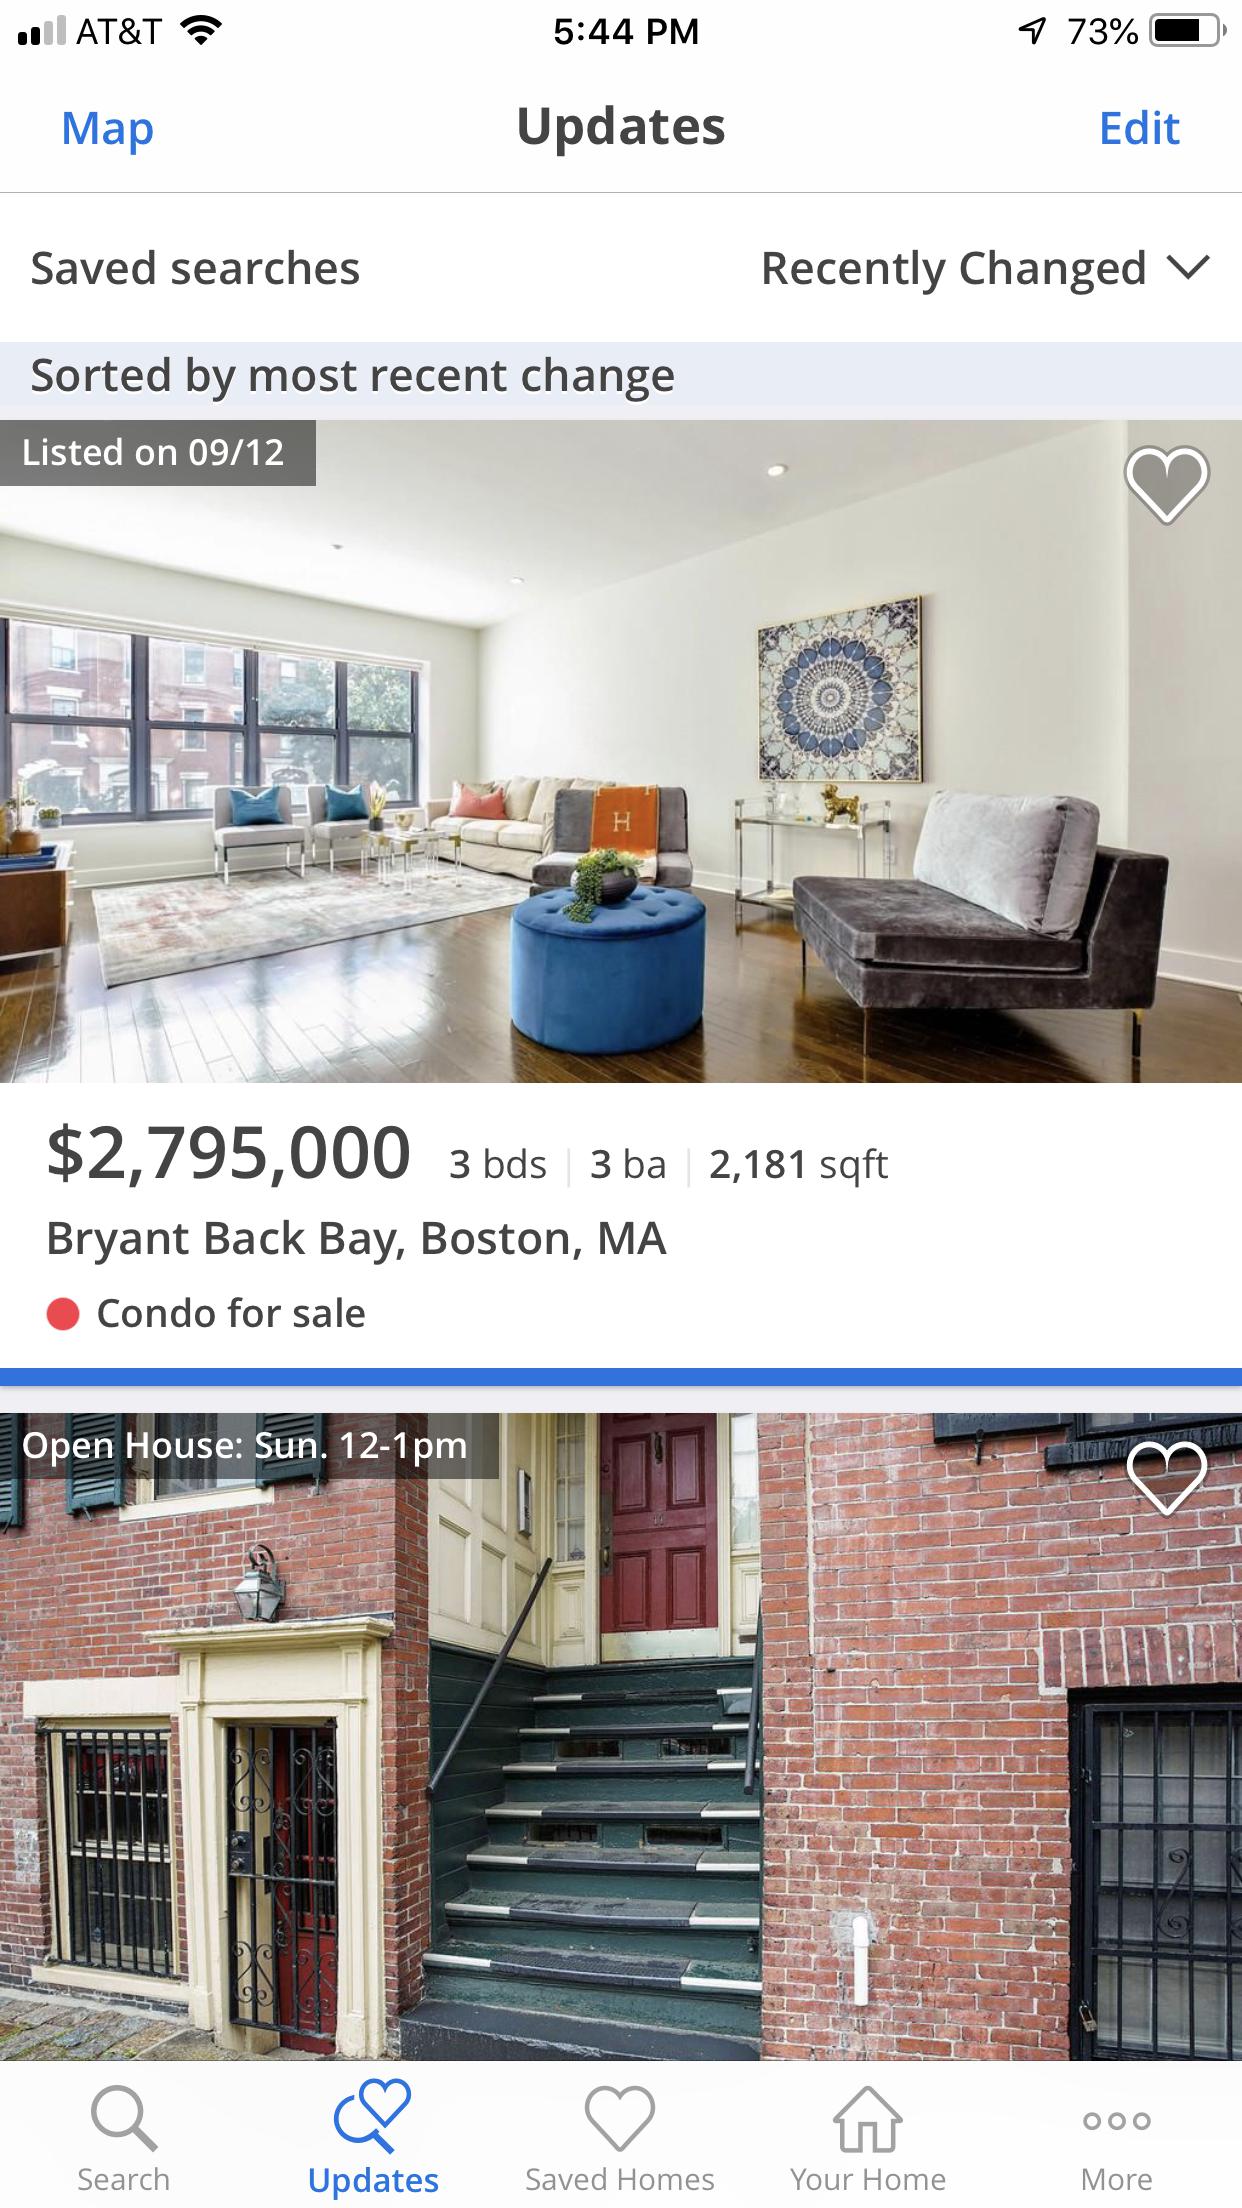 AT&T 5:44 PM 73%
Map Updates Edit
Saved searches Recently Changed
Sorted by most recent change
Listed on 09/12
H
$2,795,000 3 bds | 3 ba | 2,181 sqft
Bryant Back Bay, Boston, MA
Condo for sale
Open House: Sun. 12-1pm
Search Updates Saved Homes Your Home More